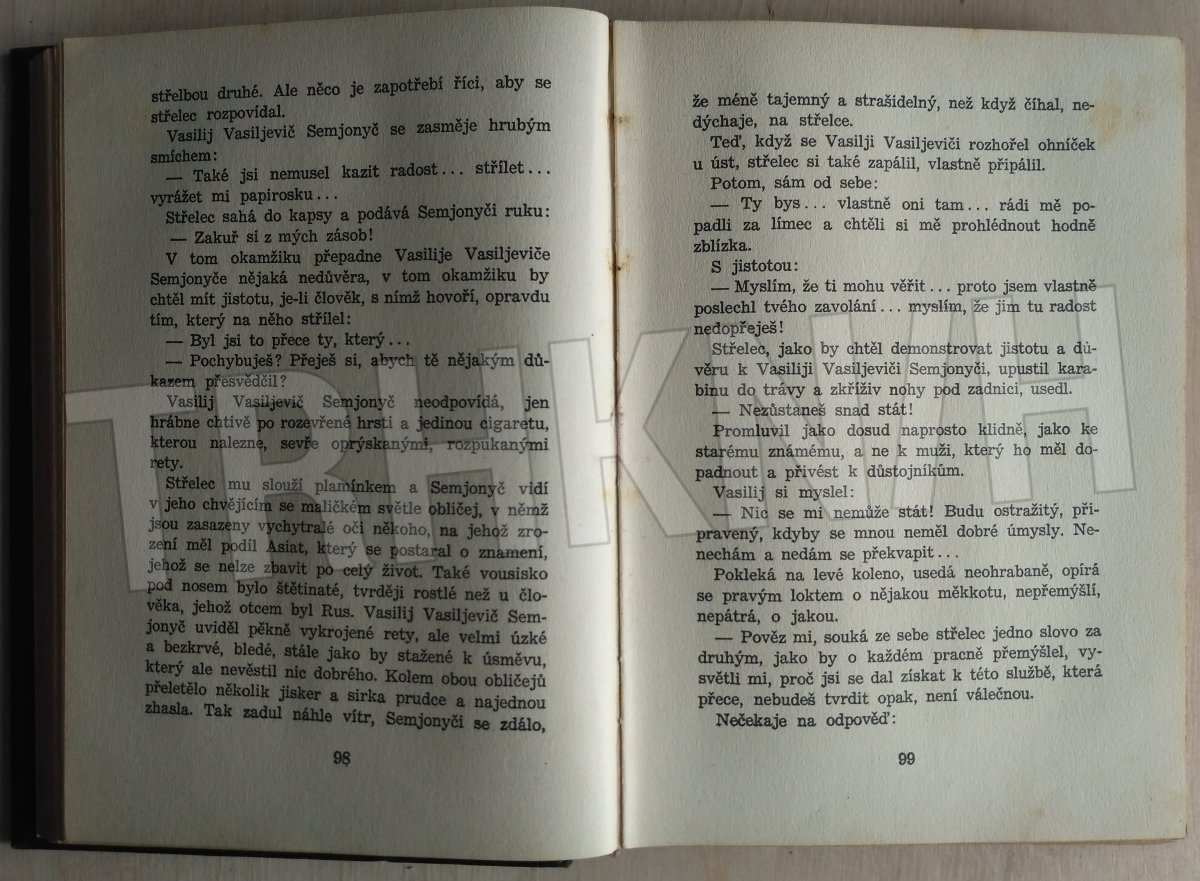 střelbou druhé. Ale něco je zapotřebí říci, aby se
střelec rozpovídal.
Vasilij Vasiljevič Semjonyč se zasměje hrubým
smíchem:
— Také jsi nemusel kazit radost... střílet...
vyrážet mi papirosku...
Střelec sahá do kapsy a podává Semjonyči ruku:
— Zakuř si z mých zásob!
V tom okamžiku přepadne Vasilije Vasiljeviče
Semjonyče nějaká nedůvěra, v tom okamžiku by
chtěl mít jistotu, je-li člověk, s nímž hovoří, opravdu
tím, který na něho střílel:
— Byl jsi to přece ty, který...
— Pochybuješ? Přeješ si, abych tě nějakým dů-
kazem přesvědčil?
Vasilij Vasiljevič Semjonyč neodpovídá, jen
hrábne chtivě po rozevřené hrsti a jedinou cigaretu,
kterou nalezne, sevře oprýskanými, rozpukanými
rety.
Střelec mu slouží plamínkem a Semjonyč vidí
v jeho chvějícím se maličkém světle obličej, v němž
jsou zasazeny vychytralé oči někoho, na jehož zro-
zení měl podíl Asiat, který se postaral o znamení,
jehož se nelze zbavit po celý život. Také vousisko
pod nosem bylo štětinaté, tvrději rostlé než u člo-
věka, jehož otcem byl Rus. Vasilij Vasiljevič Sem-
jonyč uviděl pěkně vykrojené rety, ale velmi úzké
a bezkrvé, bledé, stále jako by stažené k úsměvu,
který ale nevěstil nic dobrého. Kolem obou obličejů
přeletělo několik jisker a sirka prudce a najednou
zhasla. Tak zadul náhle vítr, Semjonyči se zdálo,
98
že méně tajemný a strašidelný, než když číhal, ne-
dýchaje, na střelce.
Teď, když se Vasilji Vasiljeviči rozhořel ohníček
u úst, střelec si také zapálil, vlastně připálil.
Potom, sám od sebe:
— Ty bys... vlastně oni tam... rádi mě po-
padli za límec a chtěli si mě prohlédnout hodně
zblízka.
S jistotou:
— Myslím, že ti mohu věřit... proto jsem vlastně
poslechl tvého zavolání... myslím, že jim tu radost
nedopřeješ!
Střelec, jako by chtěl demonstrovat jistotu a dů-
věru k Vasiliji Vasiljeviči Semjonyči, upustil kara-
binu do trávy a zkříživ nohy pod zadnici, usedl.
— Nezůstaneš snad stát!
Promluvil jako dosud naprosto klidně, jako ke
starému známému, a ne k muži, který ho měl do-
padnout a přivést k důstojníkům.
Vasilij si myslel:
— Nic se mi nemůže stát! Budu ostražitý, při-
pravený, kdyby se mnou neměl dobré úmysly. Ne-
nechám a nedám se překvapit...
Pokleká na levé koleno, usedá neohrabaně, opírá
se pravým loktem o nějakou měkkotu, nepřemýšlí,
nepátrá, o jakou.
— Pověz mi, souká ze sebe střelec jedno slovo za
druhým, jako by o každém pracně přemýšlel, vy-
světli mi, proč jsi se dal získat k této službě, která
přece, nebudeš tvrdit opak, není válečnou.
Nečekaje na odpověď:
99
TRHKNIH